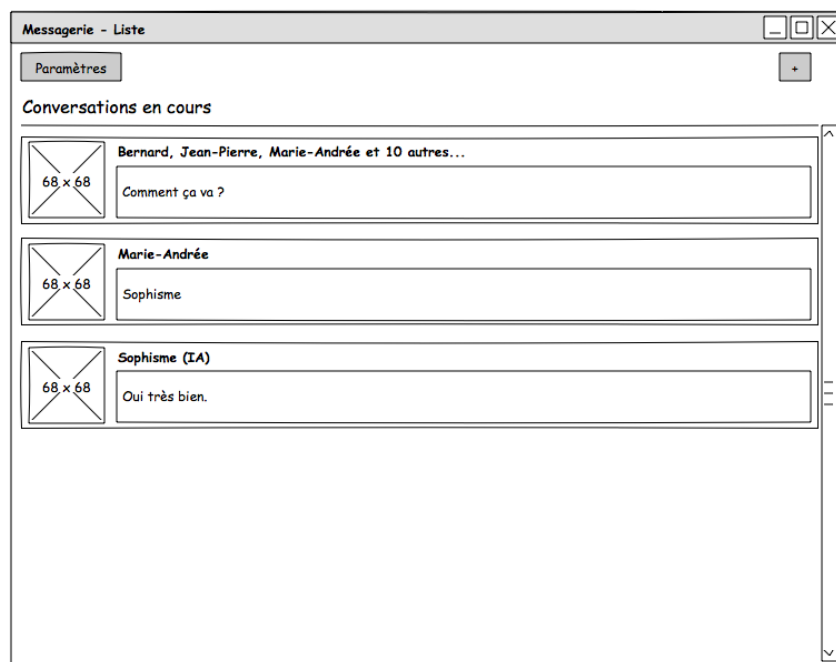 Messagerie - Liste
Paramètres
+
Conversations en cours
68 x 68
Bernard, Jean-Pierre, Marie-Andrée et 10 autres...
Comment ça va ?
68 x 68
Marie-Andrée
Sophisme
68 x 68
Sophisme (IA)
Oui très bien.